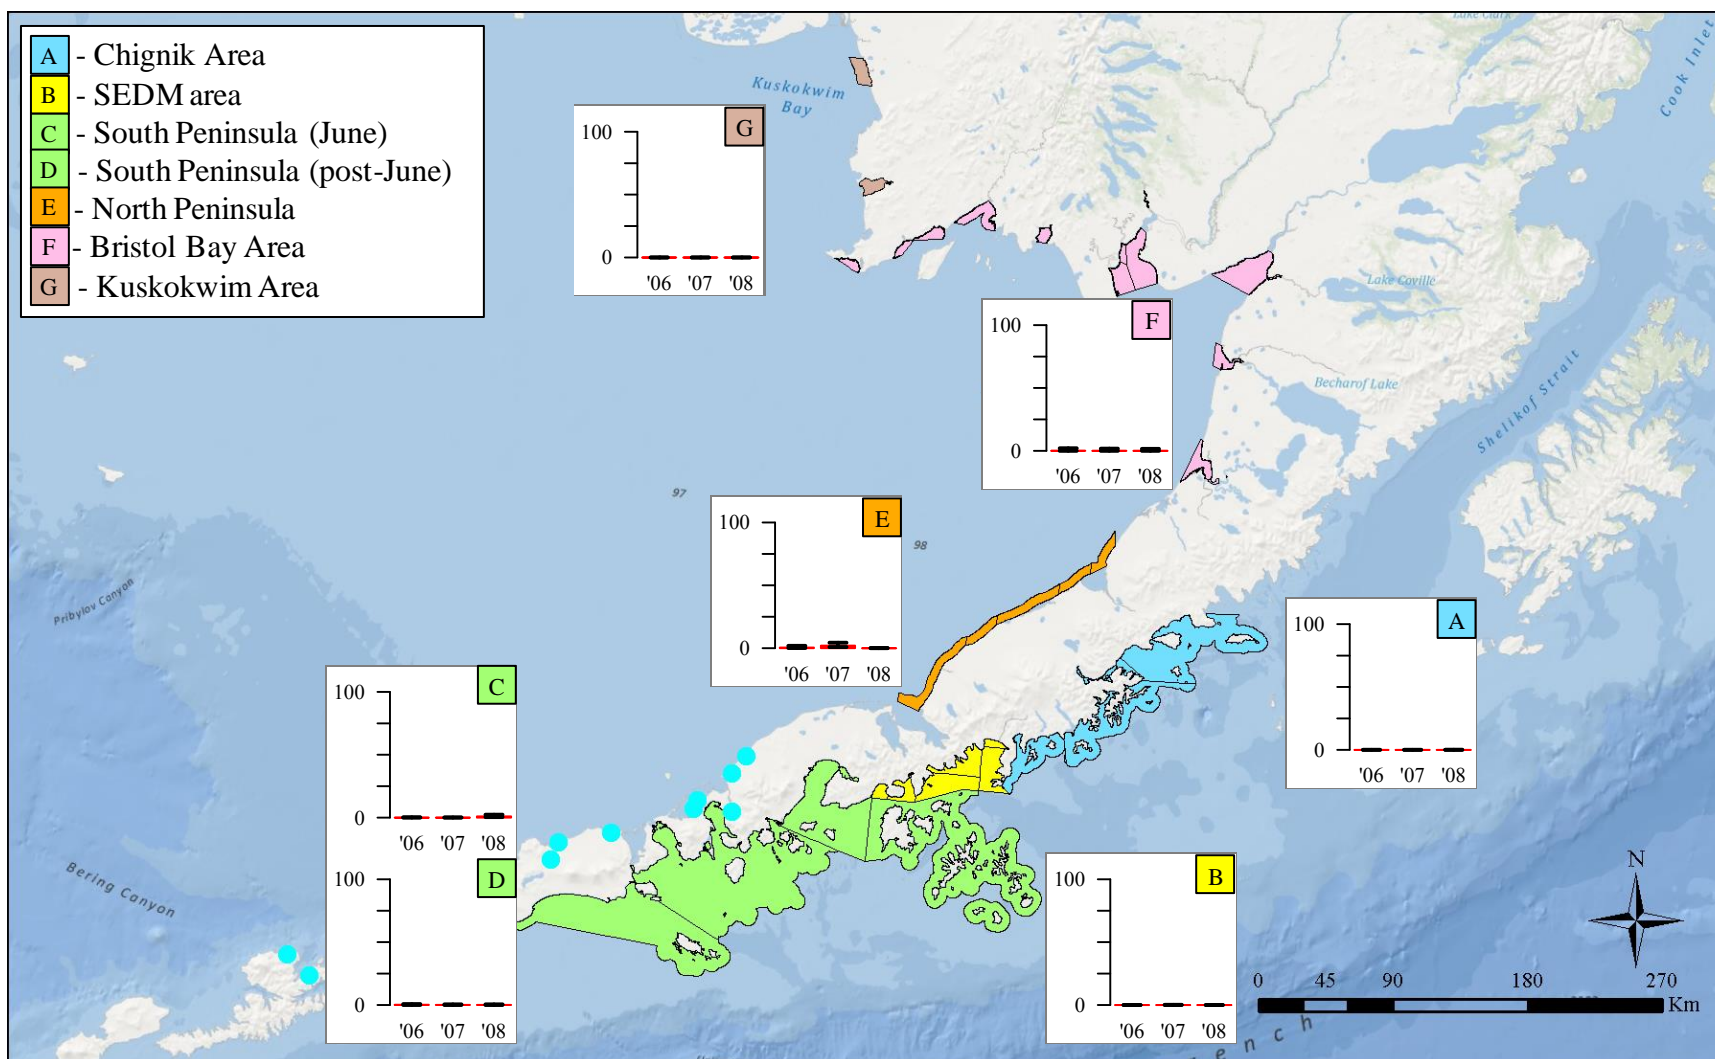 A - Chignik Area
B - SEDM area
C - South Peninsula (June)
D - South Peninsula (post-June)
E - North Peninsula
F - Bristol Bay Area
G - Kuskokwim Area
Lake Clark
Cook Inlet
Kuskokwim
Bay
G
100
0
'06 '07 '08
Lake Coville
F
100
0
'06 '07 '08
Becharof Lake
Shelikof Strait
97
98
E
100
0
'06 '07 '08
Pribylov Canyon
A
100
0
'06 '07 '08
C
100
0
'06 '07 '08
D
100
0
'06 '07 '08
Bering Canyon
B
100
0
'06 '07 '08
N
0 45 90 180 270
Km
e n c h